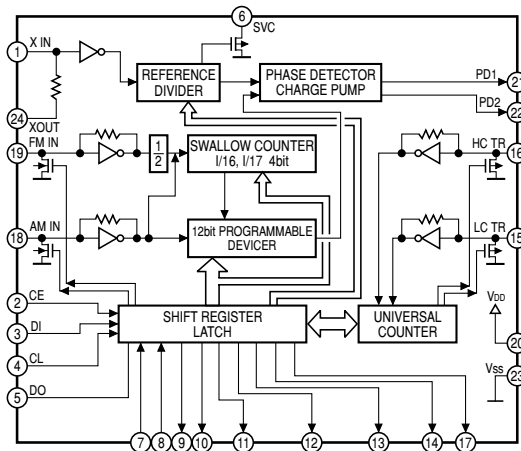 6
SVC
1
X IN
REFERENCE
DIVIDER
PHASE DETECTOR
CHARGE PUMP
PD1
21
PD2
22
24
XOUT
FM IN
19
1
2
SWALLOW COUNTER
I/16, I/17 4bit
HC TR
16
18
AM IN
12bit PROGRAMMABLE
DEVICER
LC TR
15
2
CE
3
DI
4
CL
5
DO
SHIFT REGISTER
LATCH
UNIVERSAL
COUNTER
VDD
20
VSS
23
7
8
9
10
11
12
13
14
17